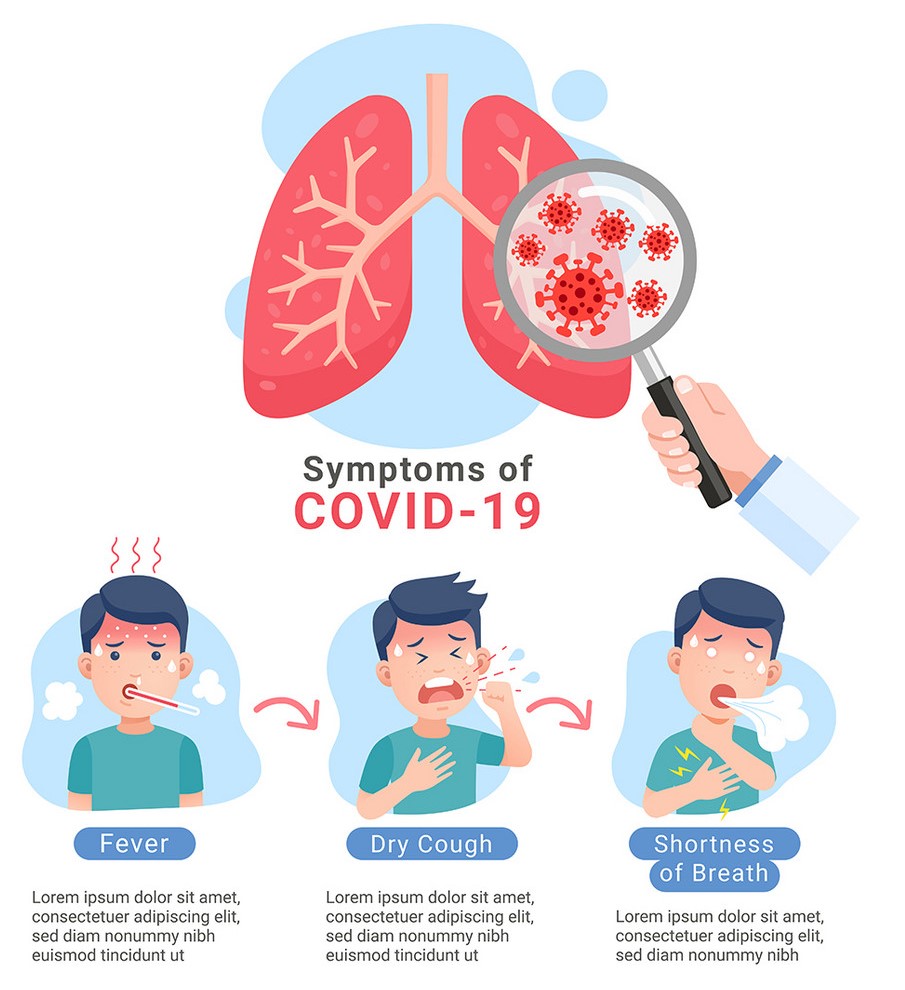 Symptoms of
COVID-19
Fever
Lorem ipsum dolor sit amet,
consectetuer adipiscing elit,
sed diam nonummy nibh
euismod tincidunt ut
Dry Cough
Lorem ipsum dolor sit amet,
consectetuer adipiscing elit,
sed diam nonummy nibh
euismod tincidunt ut
Shortness
of Breath
Lorem ipsum dolor sit amet,
consectetuer adipiscing elit,
sed diam nonummy nibh